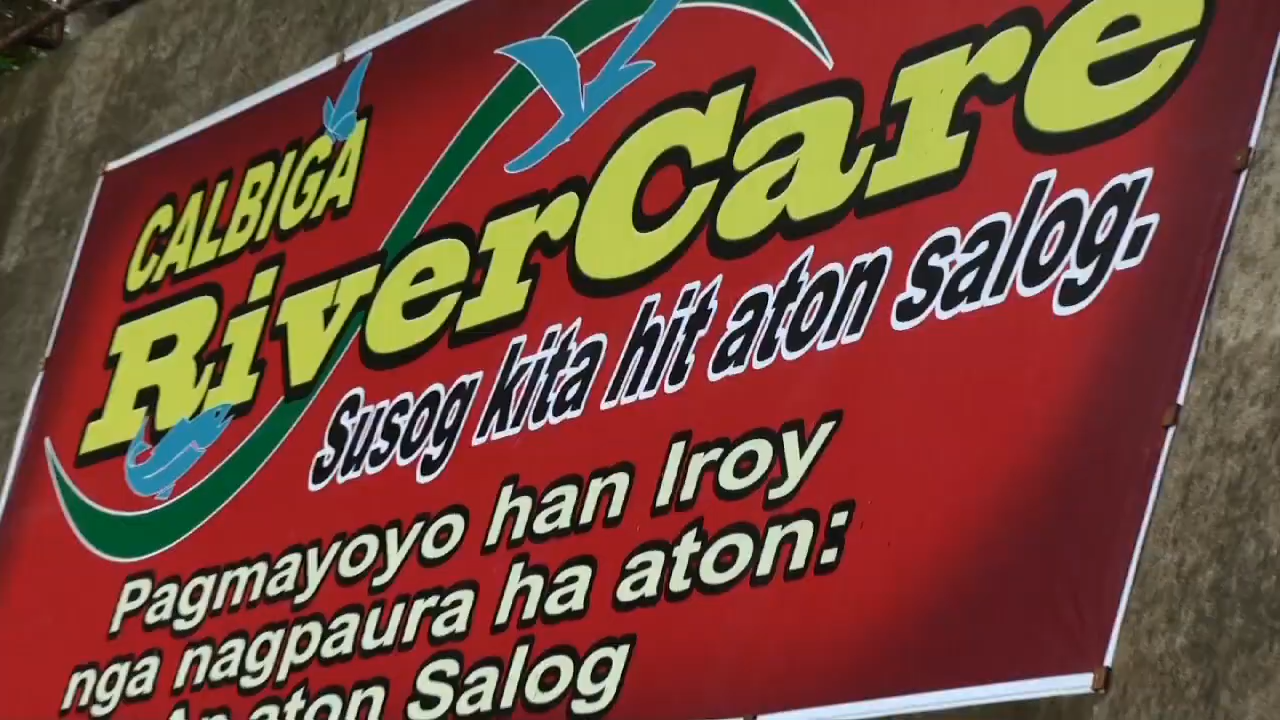 CALBIGA
RiverCare
Susog kita hit aton salog.
Pagmayoyo han Iroy
nga nagpaura ha aton:
An aton Salog